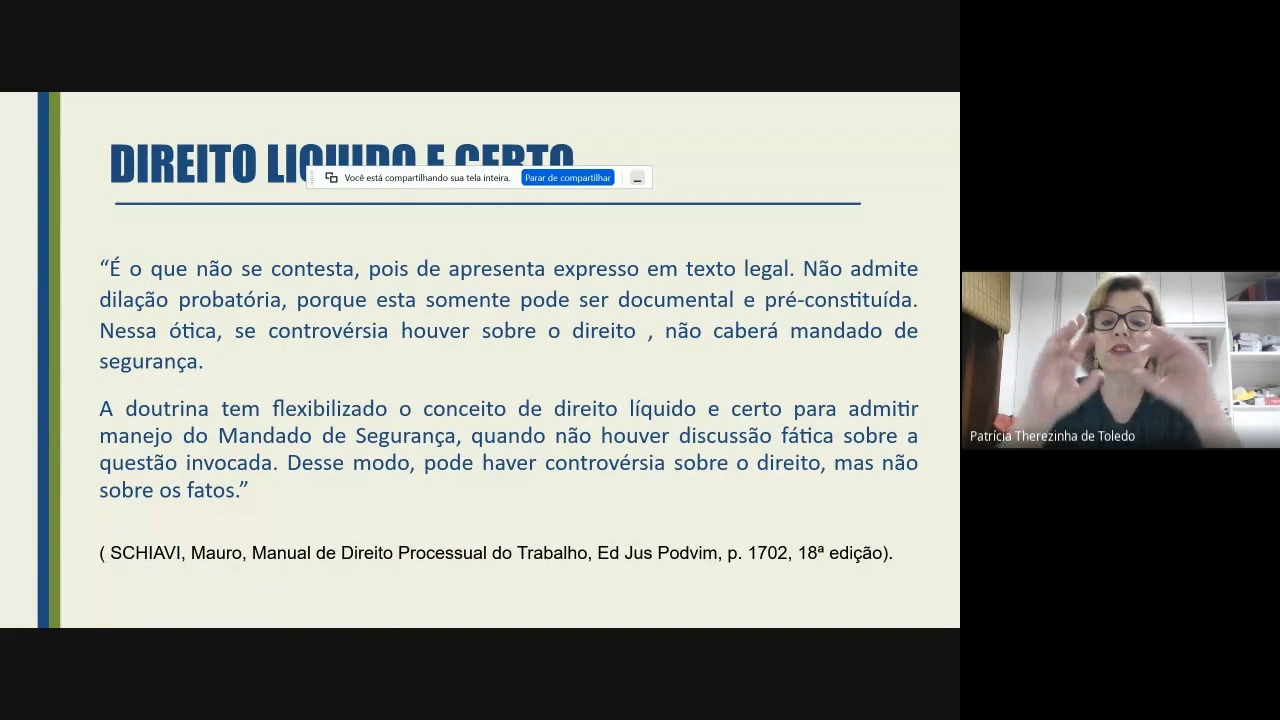 DIREITO LIQUIDO E CERTO
Você está compartilhando sua tela inteira. Parar de compartilhar
“É o que não se contesta, pois de apresenta expresso em texto legal. Não admite
dilação probatória, porque esta somente pode ser documental e pré-constituída.
Nessa ótica, se controvérsia houver sobre o direito , não caberá mandado de
segurança.
A doutrina tem flexibilizado o conceito de direito líquido e certo para admitir
manejo do Mandado de Segurança, quando não houver discussão fática sobre a
questão invocada. Desse modo, pode haver controvérsia sobre o direito, mas não
sobre os fatos.”
( SCHIAVI, Mauro, Manual de Direito Processual do Trabalho, Ed Jus Podvim, p. 1702, 18ª edição).
Patrícia Therezinha de Toledo